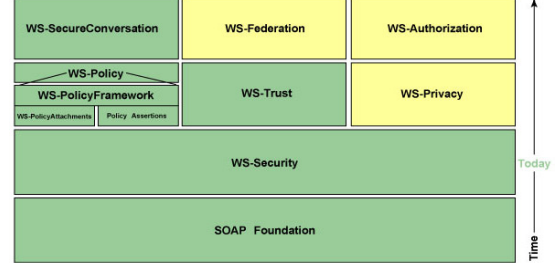 WS-SecureConversation
WS-Federation
WS-Authorization
WS-Policy
WS-PolicyFramework
WS-PolicyAttachments
Policy Assertions
WS-Trust
WS-Privacy
WS-Security
SOAP Foundation
Today
Time